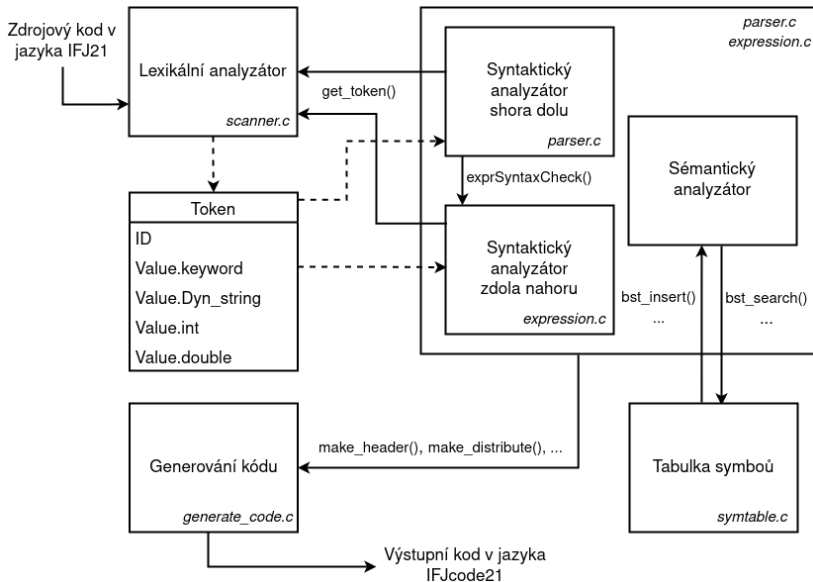 Zdrojový kod v
jazyka IFJ21
Lexikální analyzátor
scanner.c
get_token()
parser.c
expression.c
Syntaktický
analyzátor
shora dolu
parser.c
exprSyntaxCheck()
Sémantický
analyzátor
Token
ID
Value.keyword
Value.Dyn_string
Value.int
Value.double
Syntaktický
analyzátor
zdola nahoru
expression.c
bst_insert()
...
bst_search()
...
Generování kódu
generate_code.c
make_header(), make_distribute(), ...
Tabulka symboů
symtable.c
Výstupní kod v jazyka
IFJcode21